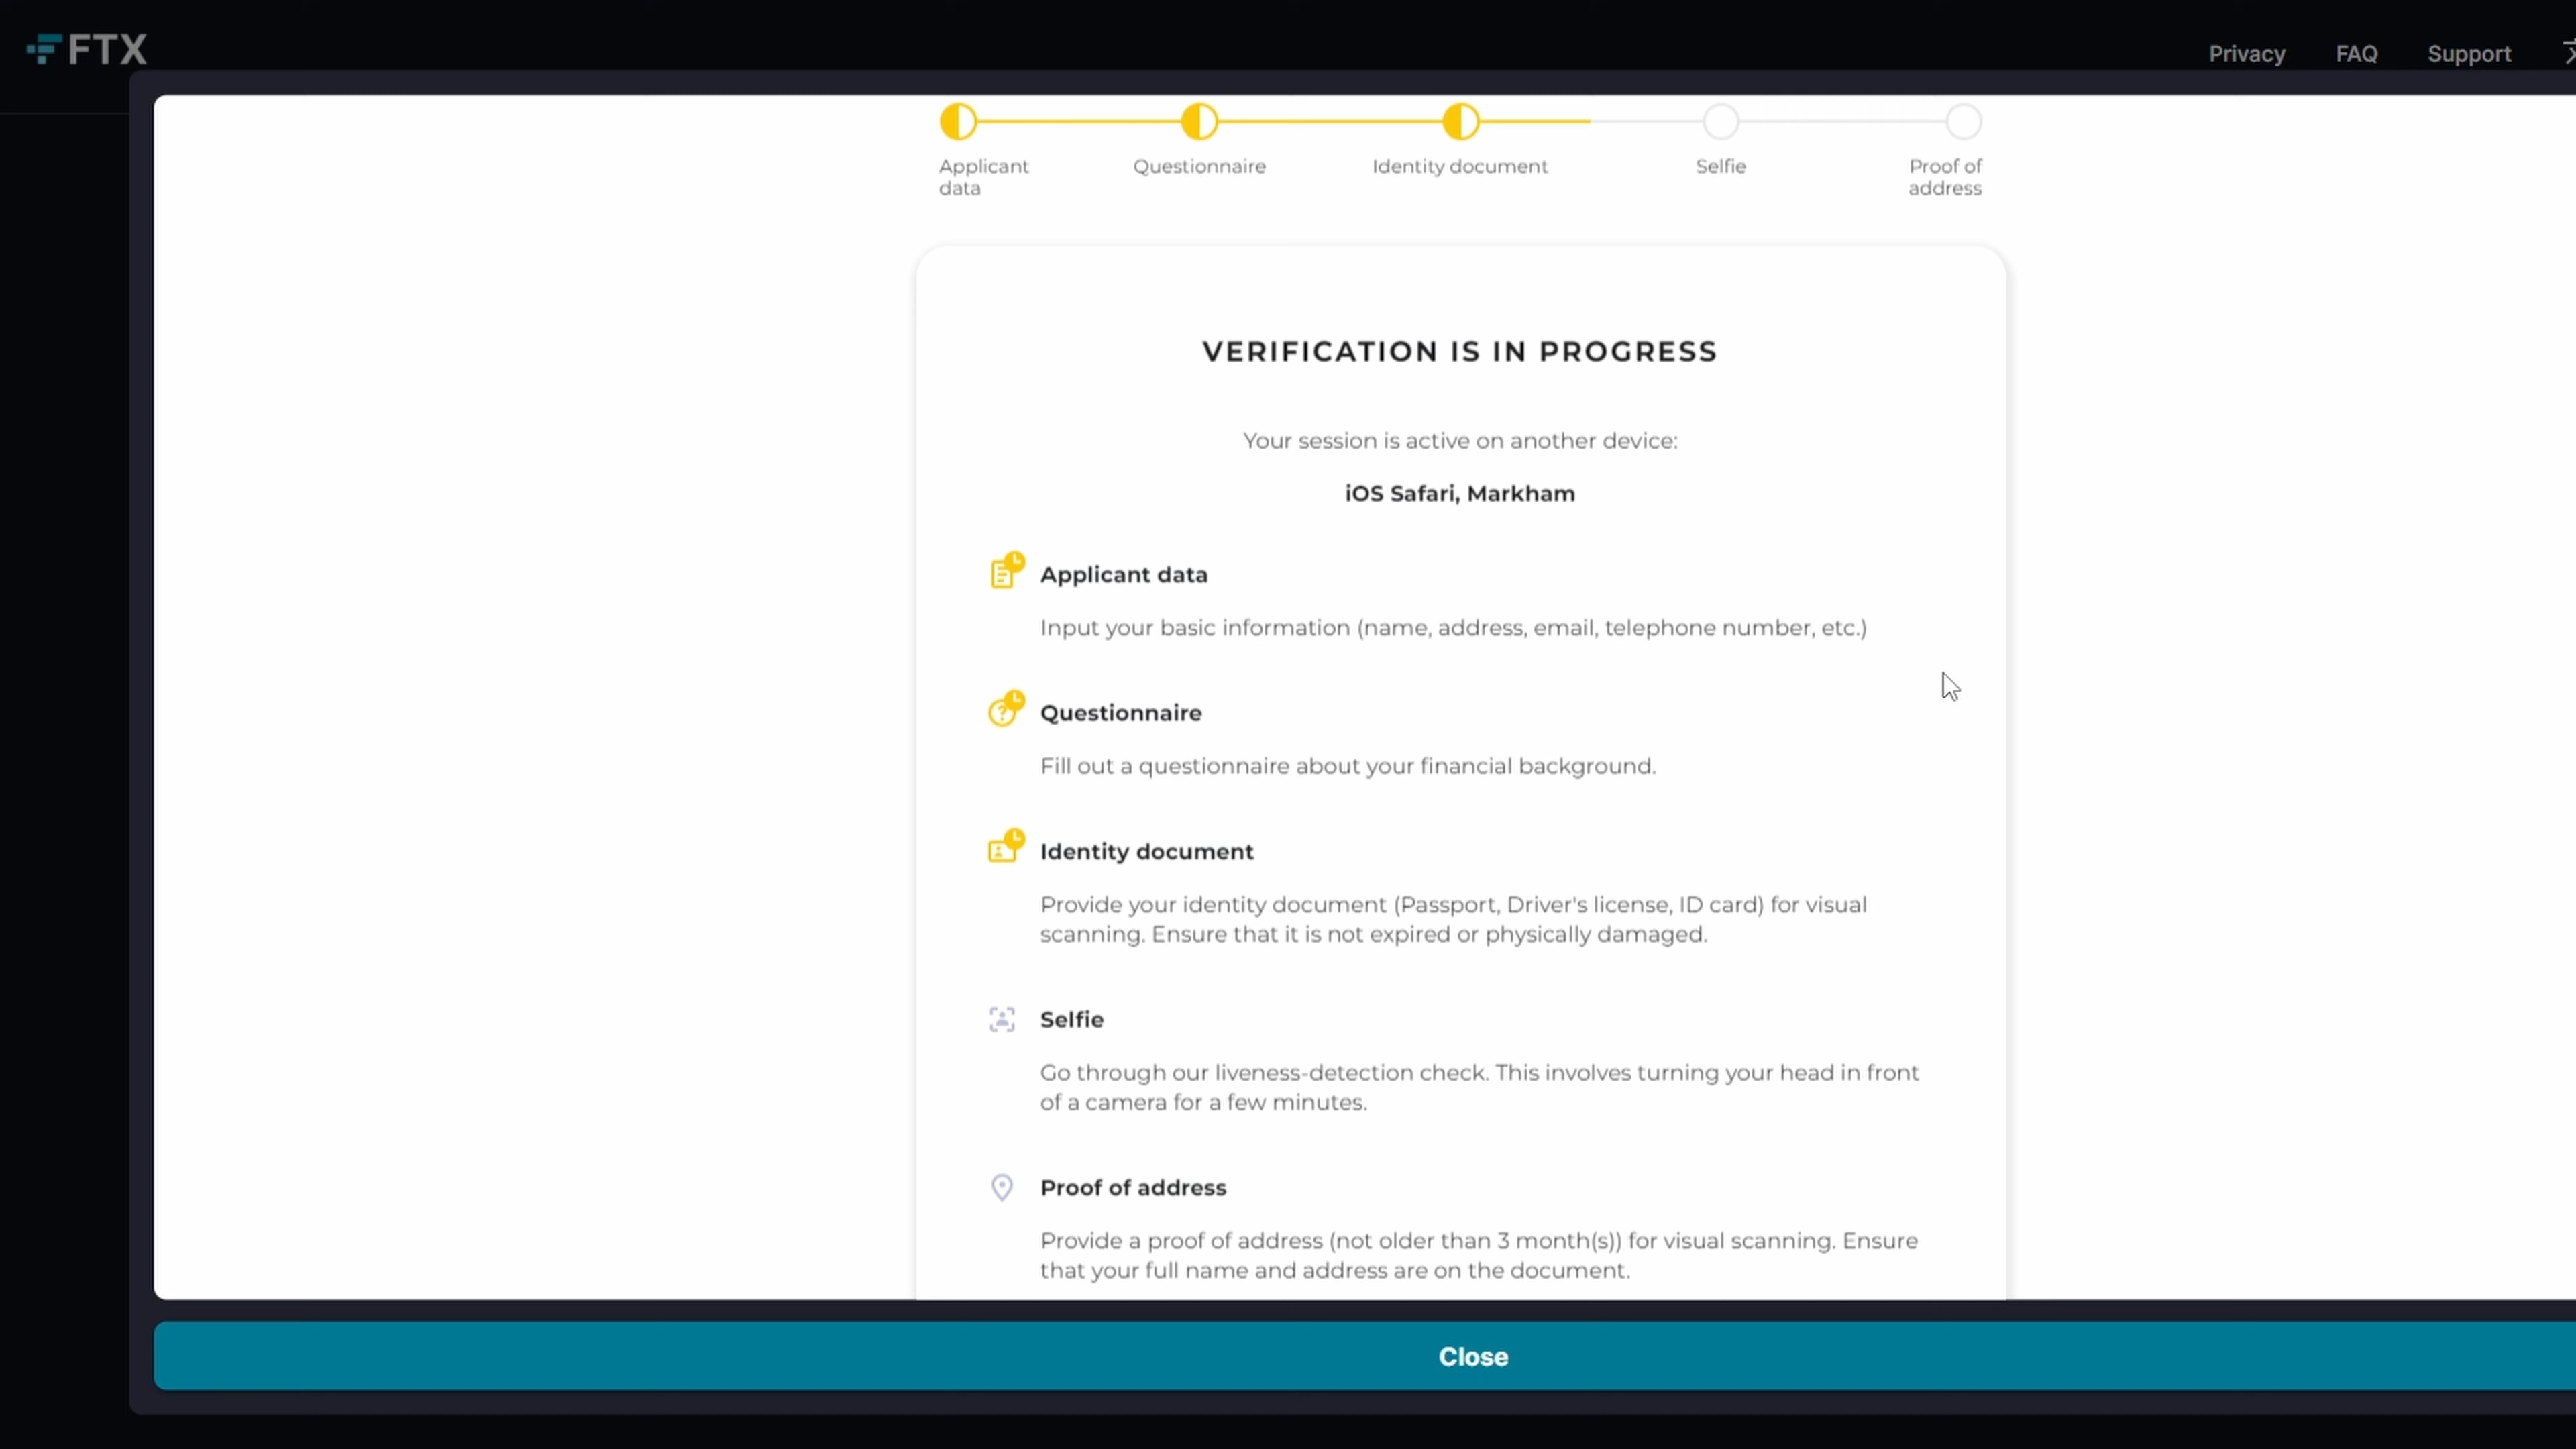 FTX
Privacy FAQ Support
Applicant
data
Questionnaire
Identity document
Selfie
Proof of
address
VERIFICATION IS IN PROGRESS
Your session is active on another device:
iOS Safari, Markham
Applicant data
Input your basic information (name, address, email, telephone number, etc.)
Questionnaire
Fill out a questionnaire about your financial background.
Identity document
Provide your identity document (Passport, Driver's license, ID card) for visual
scanning. Ensure that it is not expired or physically damaged.
Selfie
Go through our liveness-detection check. This involves turning your head in front
of a camera for a few minutes.
Proof of address
Provide a proof of address (not older than 3 month(s)) for visual scanning. Ensure
that your full name and address are on the document.
Close